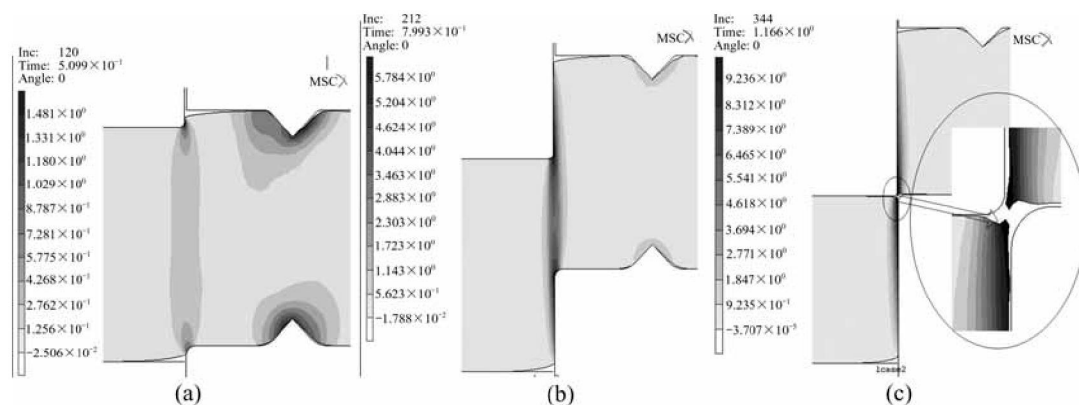 Inc: 120
Time: 5.099×10⁻¹
Angle: 0
MSC
1.481×10⁰
1.331×10⁰
1.180×10⁰
1.029×10⁰
8.787×10⁻¹
7.281×10⁻¹
5.775×10⁻¹
4.268×10⁻¹
2.762×10⁻¹
1.256×10⁻¹
−2.506×10⁻²
(a)
Inc: 212
Time: 7.993×10⁻¹
Angle: 0
MSC
5.784×10⁰
5.204×10⁰
4.624×10⁰
4.044×10⁰
3.463×10⁰
2.883×10⁰
2.303×10⁰
1.723×10⁰
1.143×10⁰
5.623×10⁻¹
−1.788×10⁻²
(b)
Inc: 344
Time: 1.166×10⁰
Angle: 0
MSC
9.236×10⁰
8.312×10⁰
7.389×10⁰
6.465×10⁰
5.541×10⁰
4.618×10⁰
3.694×10⁰
2.771×10⁰
1.847×10⁰
9.235×10⁻¹
−3.707×10⁻⁵
lcase2
(c)